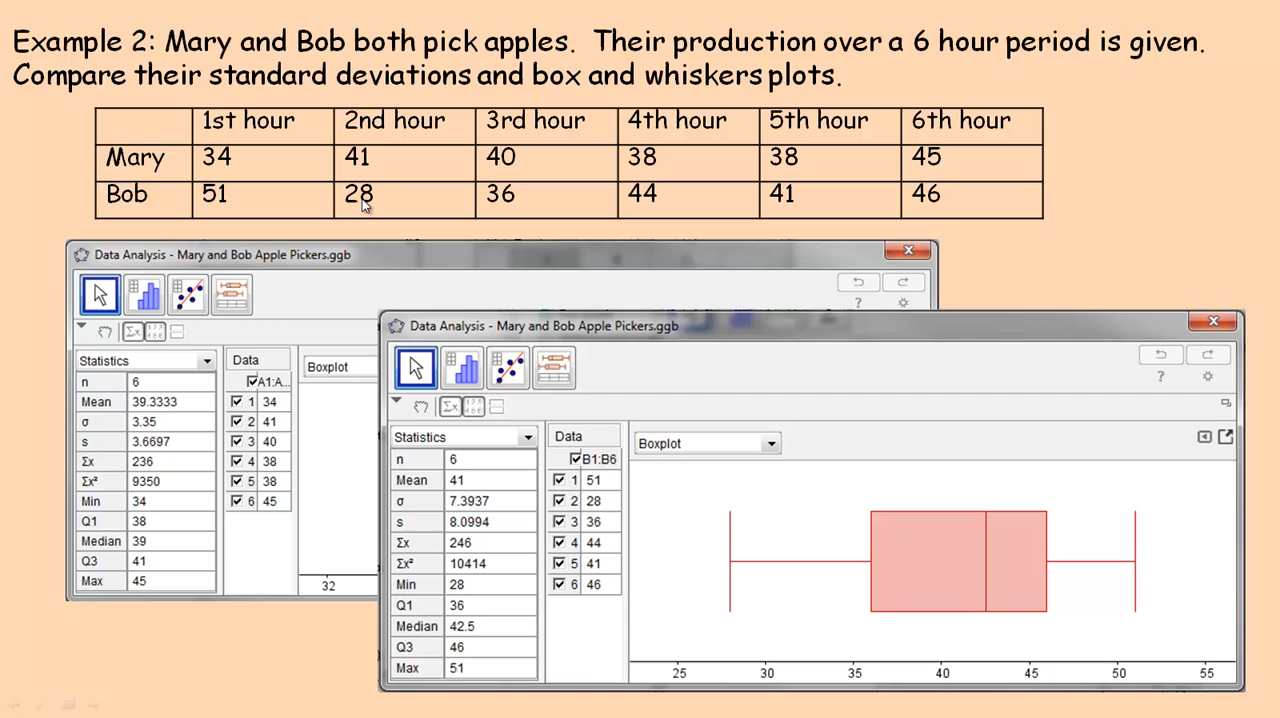 Example 2: Mary and Bob both pick apples. Their production over a 6 hour period is given.
Compare their standard deviations and box and whiskers plots.
1st hour 2nd hour 3rd hour 4th hour 5th hour 6th hour
Mary 34 41 40 38 38 45
Bob 51 28 36 44 41 46
Data Analysis - Mary and Bob Apple Pickers.ggb
?
Σx
Statistics
n 6
Mean 39.3333
σ 3.35
s 3.6697
Σx 236
Σx² 9350
Min 34
Q1 38
Median 39
Q3 41
Max 45
Data
A1:A...
1 34
2 41
3 40
4 38
5 38
6 45
Boxplot
32
Data Analysis - Mary and Bob Apple Pickers.ggb
?
Σx
Statistics
n 6
Mean 41
σ 7.3937
s 8.0994
Σx 246
Σx² 10414
Min 28
Q1 36
Median 42.5
Q3 46
Max 51
Data
B1:B6
1 51
2 28
3 36
4 44
5 41
6 46
Boxplot
25 30 35 40 45 50 55